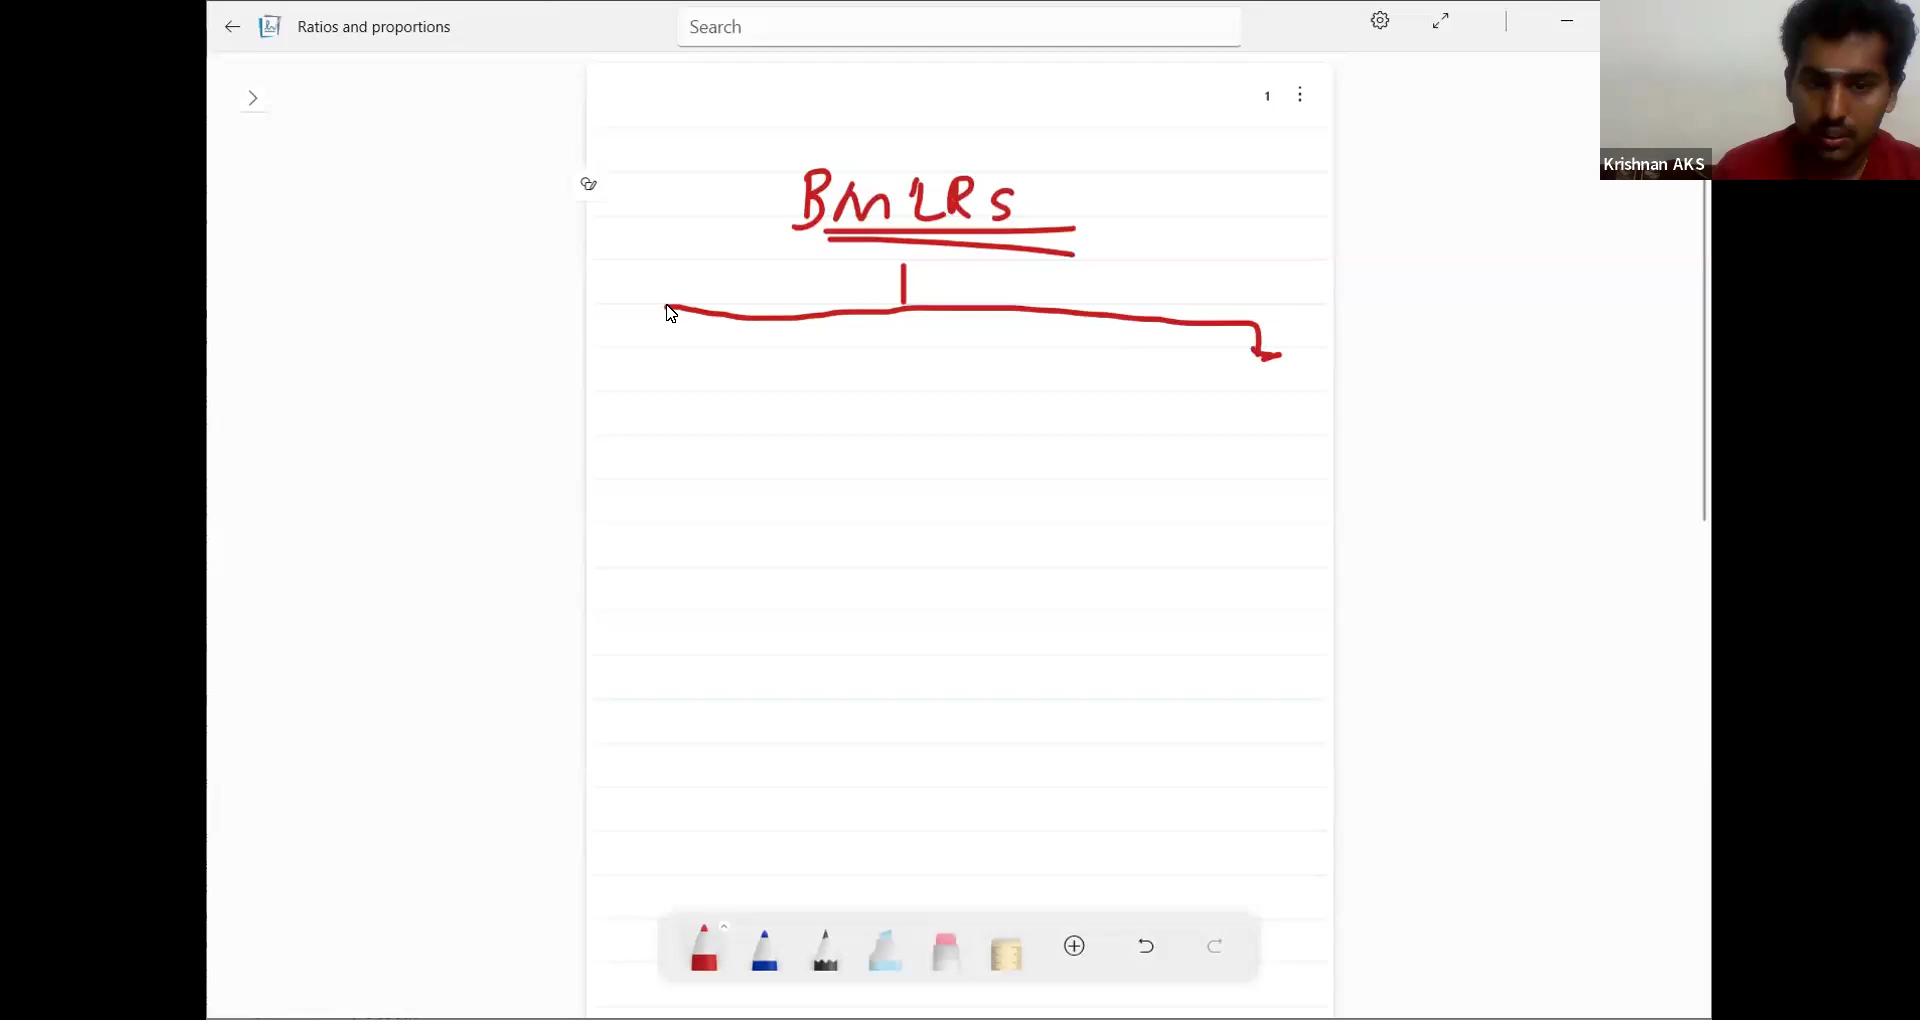 Ratios and proportions
Search
1
BMLRS
Krishnan AKS